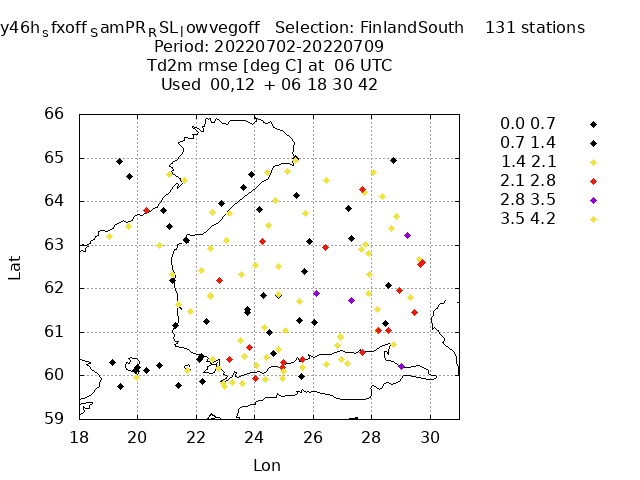 y46h_sfxoff_SamPR_RSL_lowvegoff Selection: FinlandSouth 131 stations
Period: 20220702-20220709
Td2m rmse [deg C] at 06 UTC
Used 00,12 + 06 18 30 42
66
65
64
63
62
61
60
59
18 20 22 24 26 28 30
Lat
Lon
0.0 0.7
0.7 1.4
1.4 2.1
2.1 2.8
2.8 3.5
3.5 4.2